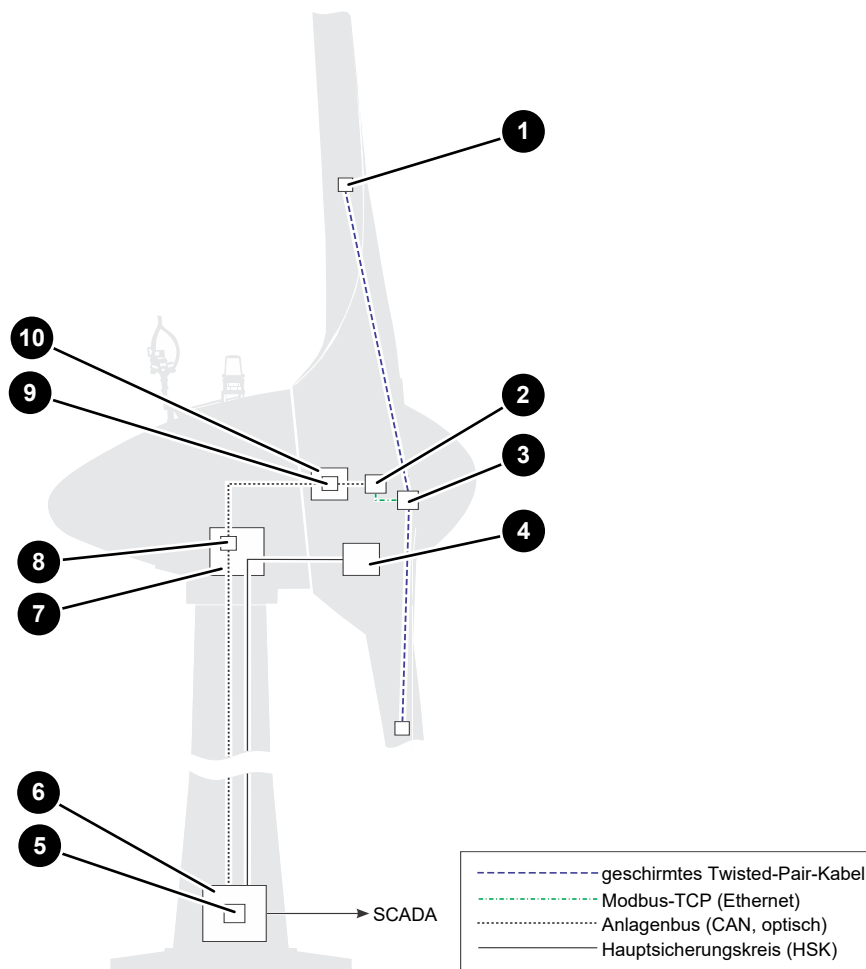 1
10
9
2
3
8
4
7
6
5
SCADA
geschirmtes Twisted-Pair-Kabel
Modbus-TCP (Ethernet)
Anlagenbus (CAN, optisch)
Hauptsicherungskreis (HSK)